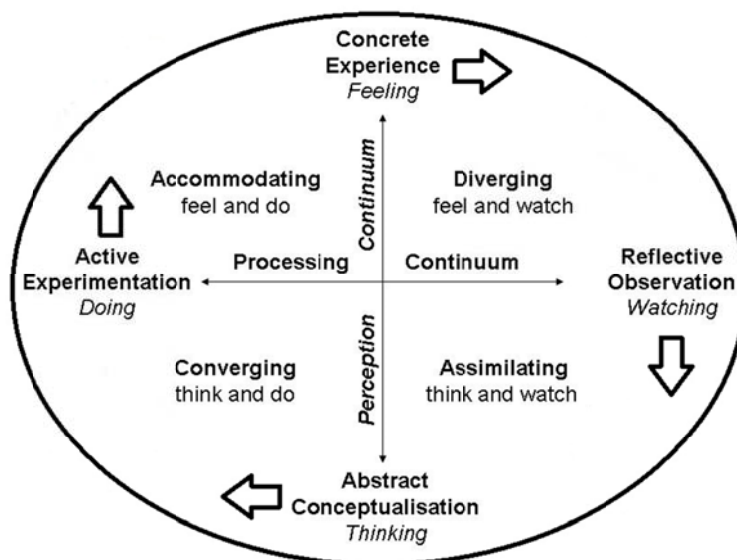 Concrete
Experience
Feeling
Continuum
Accommodating
feel and do
Diverging
feel and watch
Active
Experimentation
Doing
Processing
Continuum
Reflective
Observation
Watching
Perception
Converging
think and do
Assimilating
think and watch
Abstract
Conceptualisation
Thinking